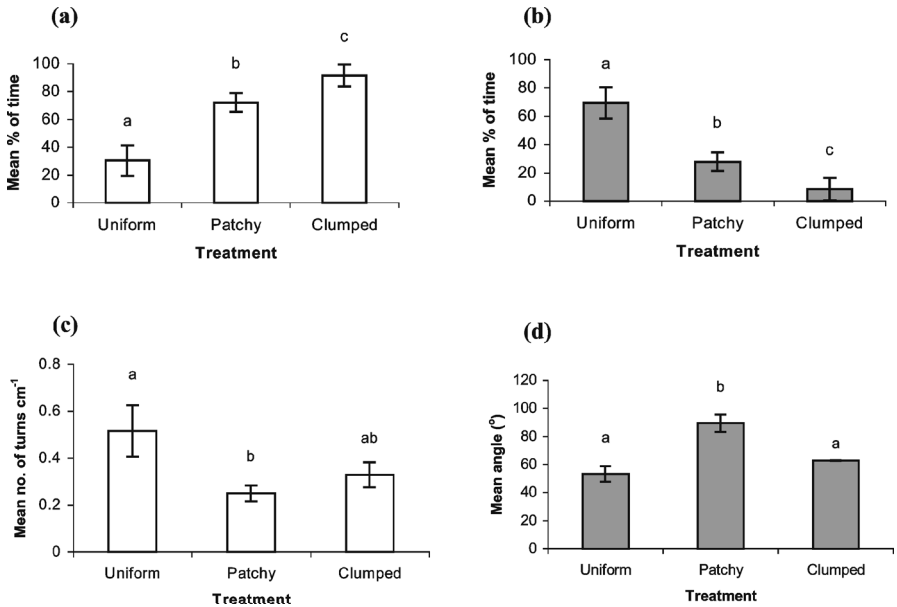 (a)
c
b
a
100
80
60
40
20
0
Mean % of time
Uniform Patchy Clumped
Treatment
(b)
a
b
c
100
80
60
40
20
0
Mean % of time
Uniform Patchy Clumped
Treatment
(c)
a
ab
b
0.8
0.6
0.4
0.2
0
Mean no. of turns cm⁻¹
Uniform Patchy Clumped
Treatment
(d)
b
a
a
120
100
80
60
40
20
0
Mean angle (°)
Uniform Patchy Clumped
Treatment